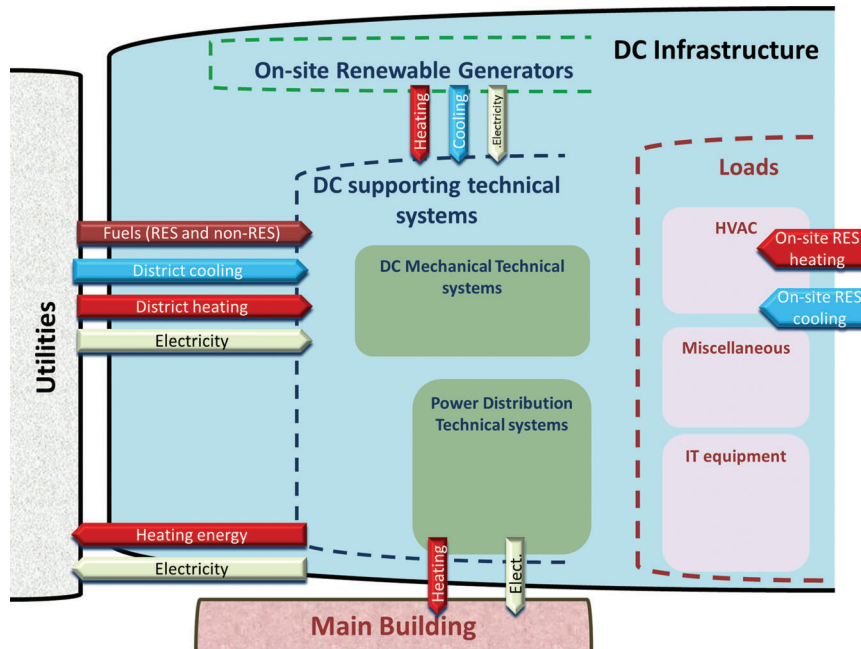 DC Infrastructure
On-site Renewable Generators
Heating
Cooling
.Electricity
DC supporting technical
systems
Loads
Utilities
Fuels (RES and non-RES)
District cooling
District heating
Electricity
DC Mechanical Technical
systems
HVAC
On-site RES
heating
On-site RES
cooling
Miscellaneous
Power Distribution
Technical systems
IT equipment
Heating energy
Electricity
Heating
Elect.
Main Building